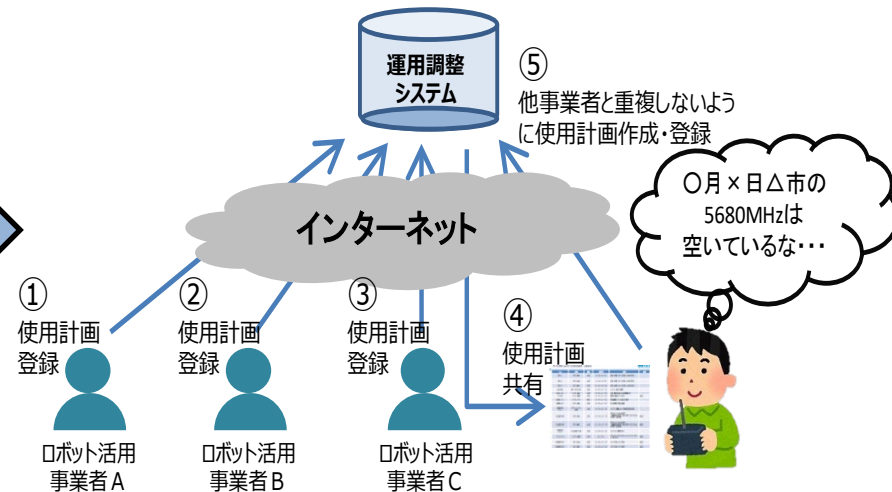 運用調整
システム
⑤
他事業者と重複しないよう
に使用計画作成・登録
〇月×日△市の
5680MHzは
空いているな・・・
インターネット
①
使用計画
登録
②
使用計画
登録
③
使用計画
登録
④
使用計画
共有
ロボット活用
事業者A
ロボット活用
事業者B
ロボット活用
事業者C